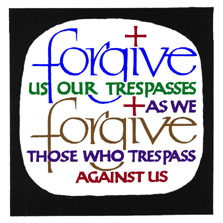 forgive
US OUR TRESPASSES
AS WE
forgive
THOSE WHO TRESPASS
AGAINST US